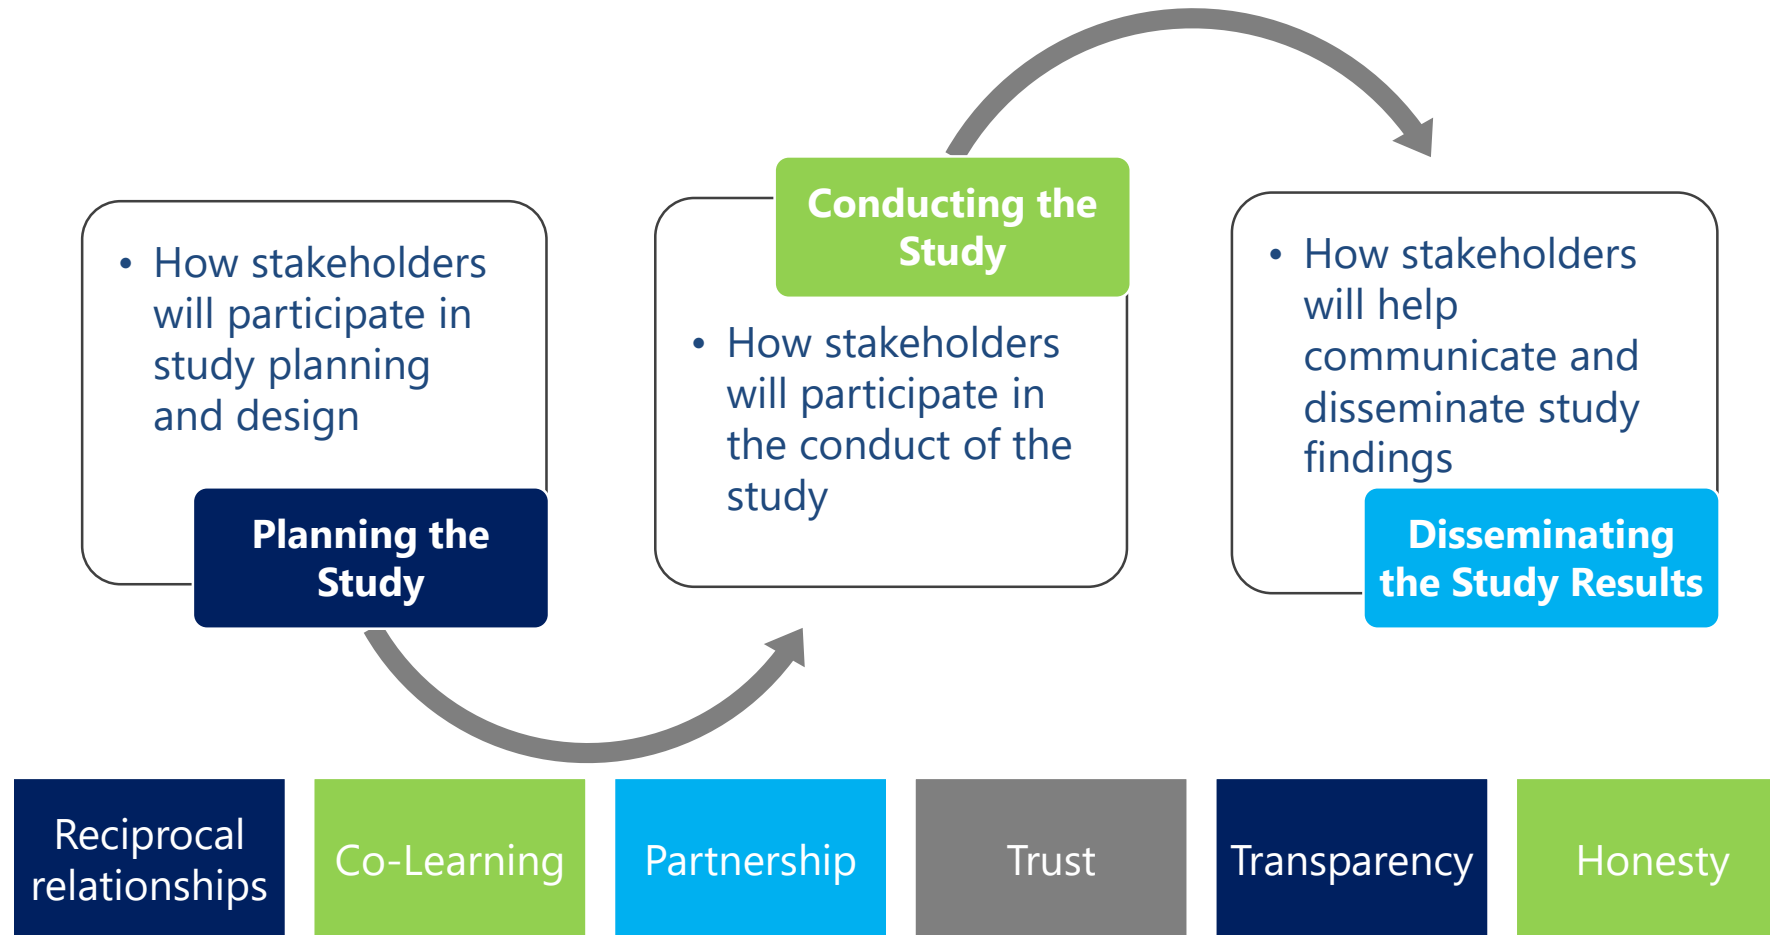 • How stakeholders
will participate in
study planning
and design
Planning the
Study
Conducting the
Study
• How stakeholders
will participate in
the conduct of the
study
• How stakeholders
will help
communicate and
disseminate study
findings
Disseminating
the Study Results
Reciprocal
relationships
Co-Learning
Partnership
Trust
Transparency
Honesty